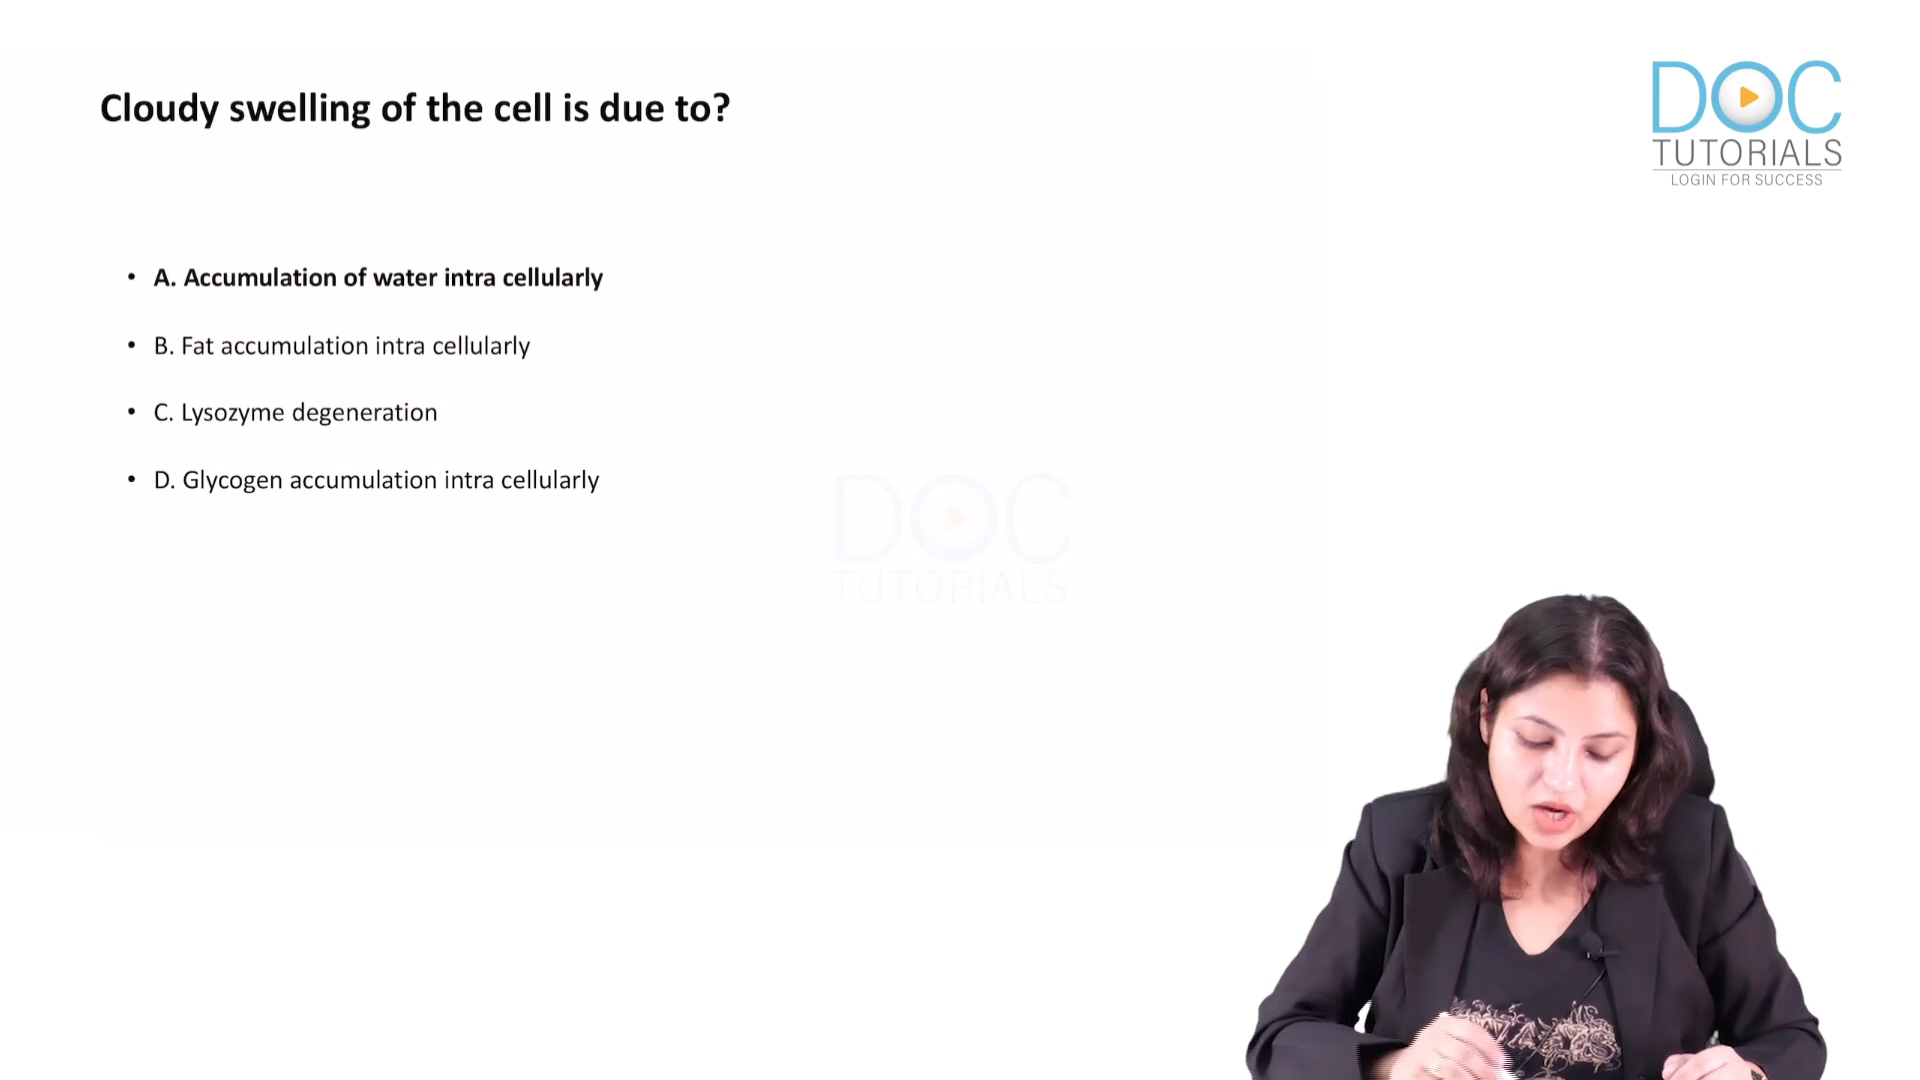 Cloudy swelling of the cell is due to?
DOC
TUTORIALS
LOGIN FOR SUCCESS
• A. Accumulation of water intra cellularly
• B. Fat accumulation intra cellularly
• C. Lysozyme degeneration
• D. Glycogen accumulation intra cellularly
DOC
TUTORIALS